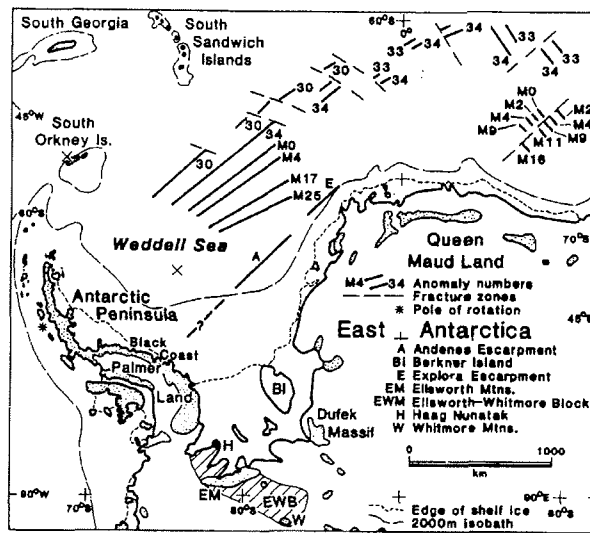 South Georgia
South
Sandwich
Islands
60°S
0°
33
34
33
34
33
34
33
34
30
34
30
34
45°W
South
Orkney Is.
30
M0
M4
M17
M25
E
M0
M2
M4
M9
M2
M4
M9
M11
M16
60°S
Weddell Sea
A
?
70°S
Queen
Maud Land
M4 34 Anomaly numbers
Fracture zones
* Pole of rotation
45°E
Antarctic
Peninsula
East Antarctica
Black
Coast
Palmer
Land
BI
Dufek
Massif
A Andenes Escarpment
BI Berkner Island
E Explora Escarpment
EM Ellsworth Mtns.
EWM Ellsworth-Whitmore Block
H Haag Nunatak
W Whitmore Mtns.
H
EM
EWB
W
0 1000
km
90°W
70°S
80°S
90°E
80°S
Edge of shelf ice
2000m isobath